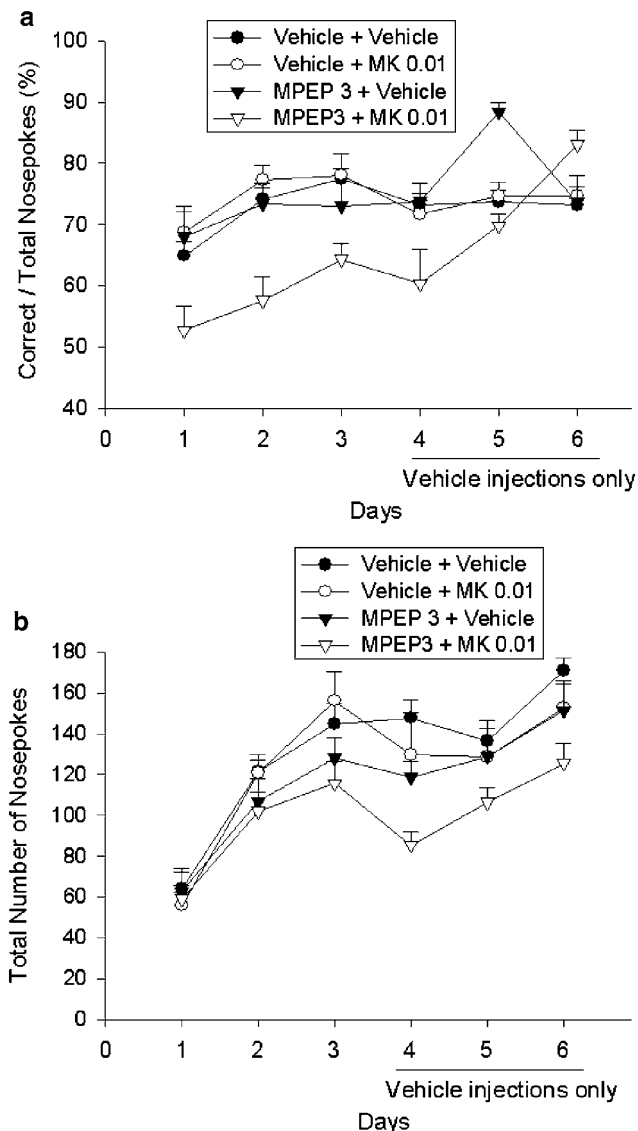 a
Vehicle + Vehicle
Vehicle + MK 0.01
MPEP 3 + Vehicle
MPEP3 + MK 0.01
Correct / Total Nosepokes (%)
100
90
80
70
60
50
40
0 1 2 3 4 5 6
Vehicle injections only
Days
b
Vehicle + Vehicle
Vehicle + MK 0.01
MPEP 3 + Vehicle
MPEP3 + MK 0.01
Total Number of Nosepokes
180
160
140
120
100
80
60
40
20
0
0 1 2 3 4 5 6
Vehicle injections only
Days